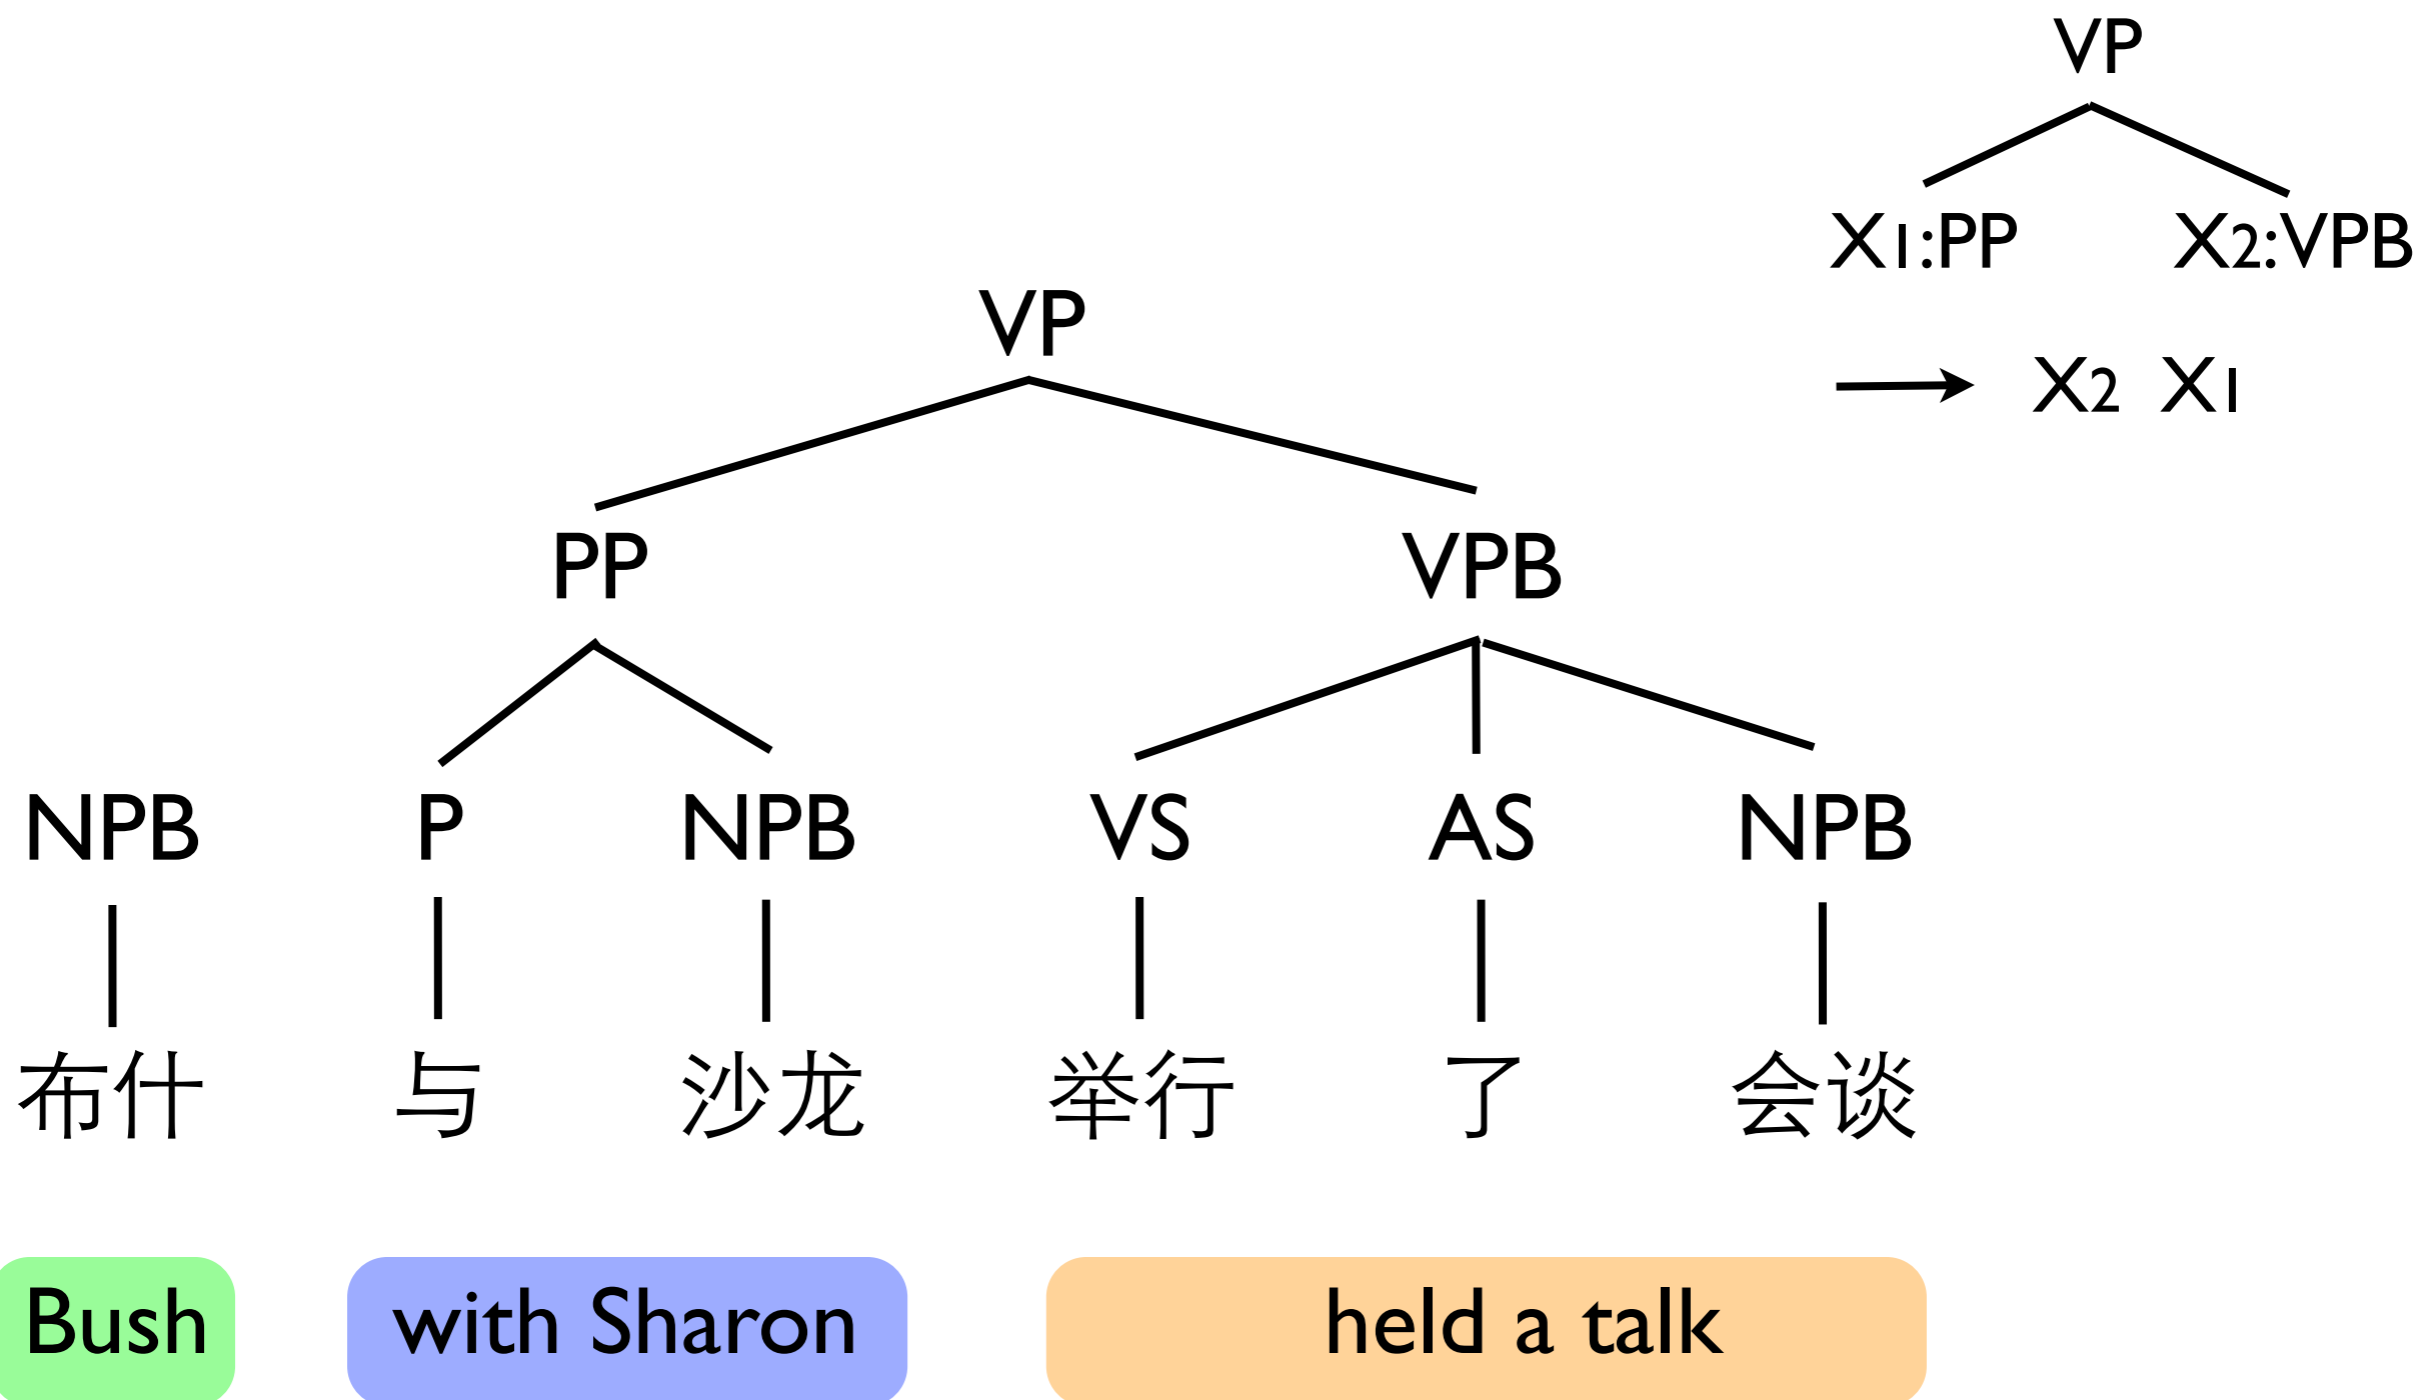 VP
X1:PP X2:VPB
VP
→ X2 X1
PP VPB
NPB P NPB VS AS NPB
布什 与 沙龙 举行 了 会谈
Bush with Sharon held a talk